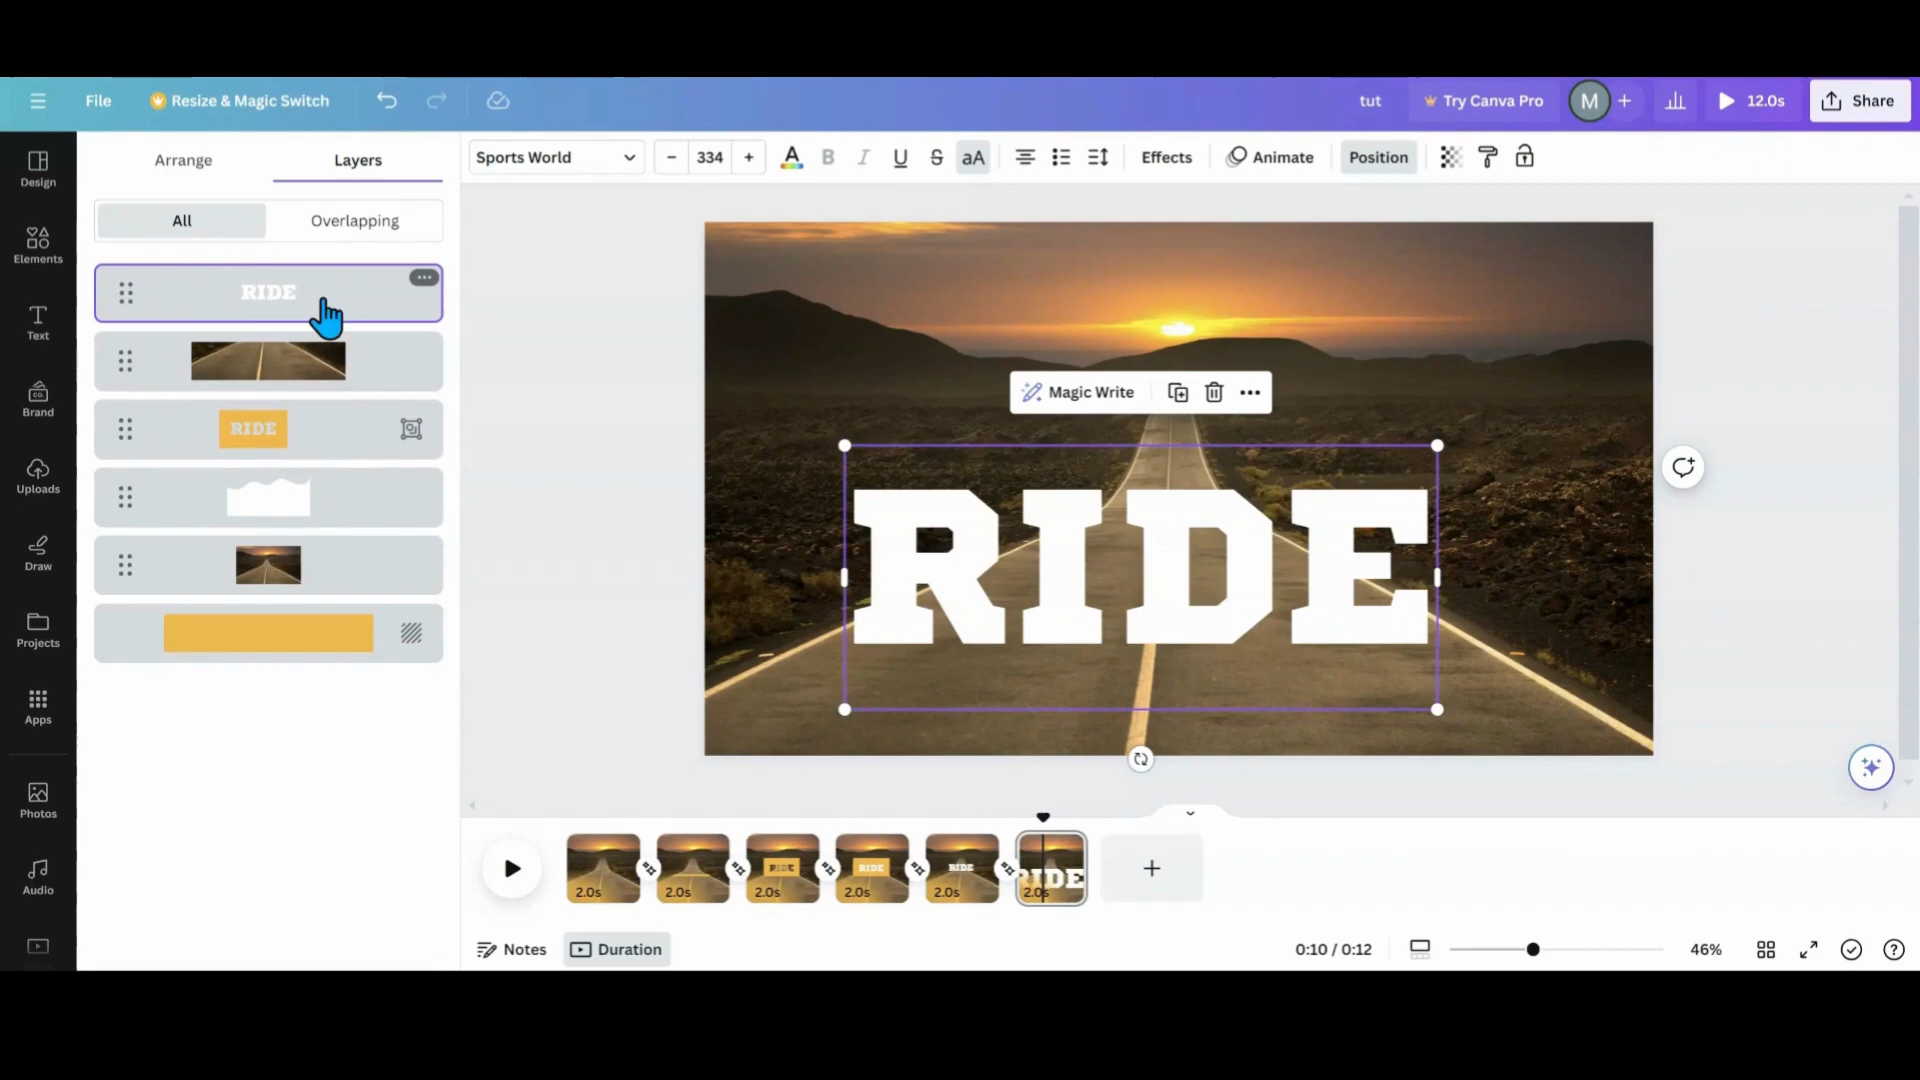 File
Resize & Magic Switch
tut
Try Canva Pro
M
12.0s
Share
Design
Elements
Text
CO.
Brand
Uploads
Draw
Projects
Apps
Photos
Audio
Arrange
Layers
All
Overlapping
RIDE
RIDE
Sports World
334
A
B
I
U
S
aA
Effects
Animate
Position
Magic Write
RIDE
2.0s
2.0s
RIDE
2.0s
RIDE
2.0s
RIDE
2.0s
RIDE
2.0s
Notes
Duration
0:10 / 0:12
46%